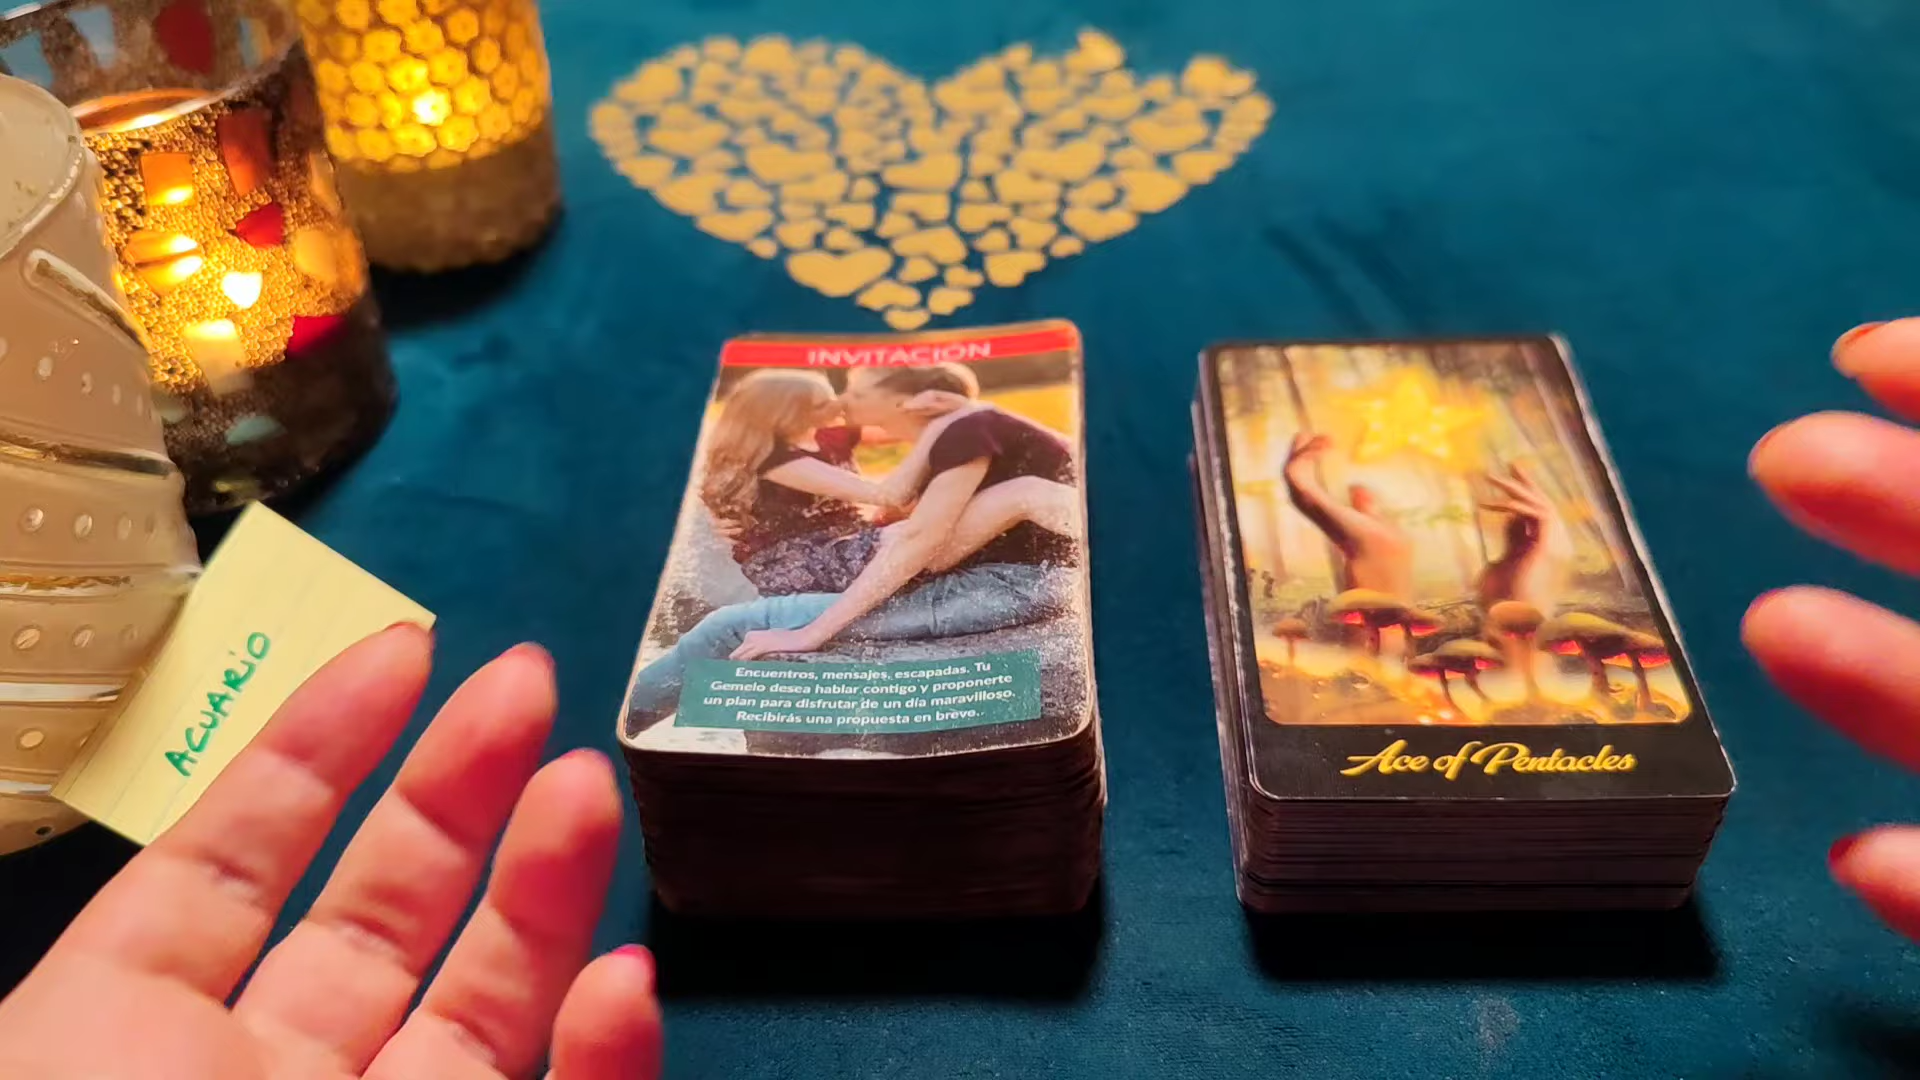 INVITACIÓN
Encuentros, mensajes, escapadas. Tu
Gemelo desea hablar contigo y proponerte
un plan para disfrutar de un día maravilloso.
Recibirás una propuesta en breve.
Ace of Pentacles
ACUARIO